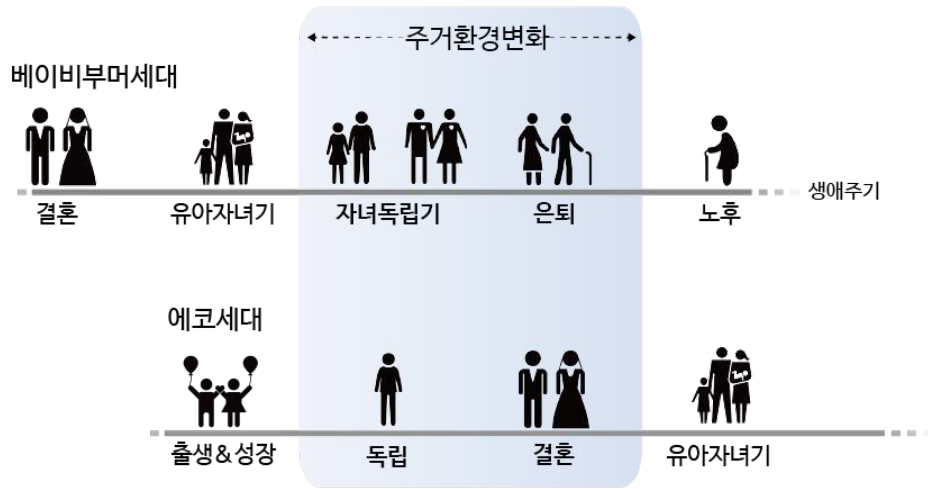 주거환경변화
베이비부머세대
생애주기
결혼 유아자녀기 자녀독립기 은퇴 노후
에코세대
출생&성장 독립 결혼 유아자녀기